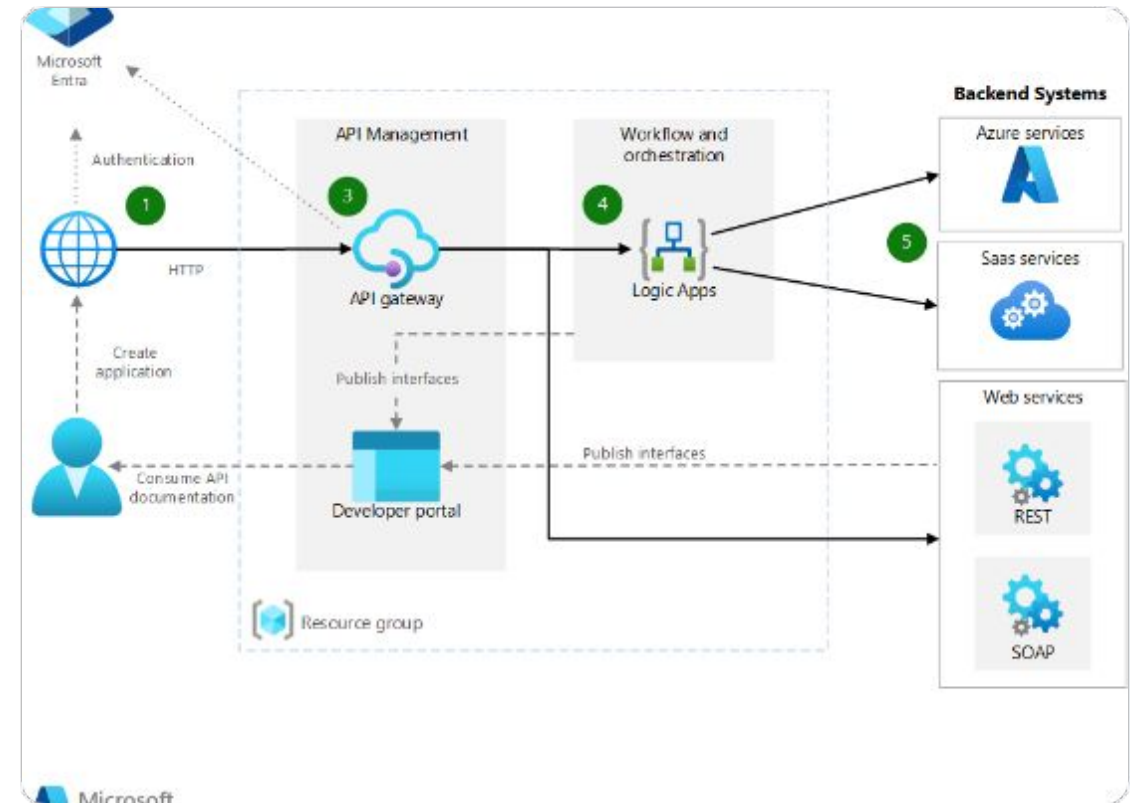 Microsoft
Entra
Authentication
1
HTTP
Create
application
Consume API
documentation
API Management
3
API gateway
Publish interfaces
Developer portal
Resource group
Workflow and
orchestration
4
Logic Apps
Publish interfaces
Backend Systems
Azure services
5
Saas services
Web services
REST
SOAP
Microsoft